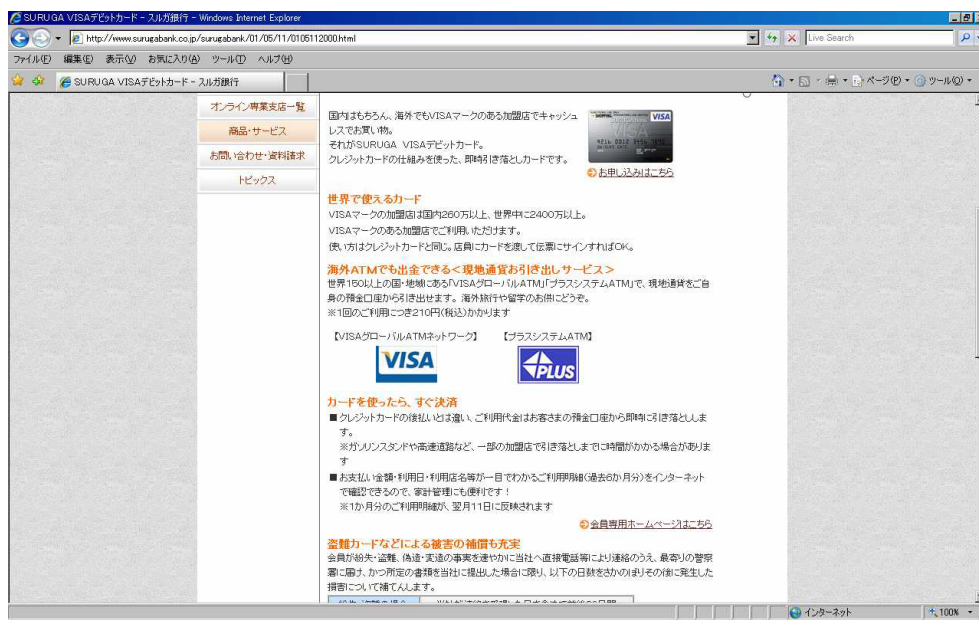 SURUGA VISAデビットカード - スルガ銀行 - Windows Internet Explorer
http://www.surugabank.co.jp/surugabank/01/05/11/0105112000.html
Live Search
ファイル(F) 編集(E) 表示(V) お気に入り(A) ツール(T) ヘルプ(H)
SURUGA VISAデビットカード - スルガ銀行
ページ(P) ツール(O)
オンライン専業支店一覧
商品・サービス
お問い合わせ・資料請求
トピックス
国内はもちろん、海外でもVISAマークのある加盟店でキャッシュ
レスでお買い物。
それがSURUGA VISAデビットカード。
クレジットカードの仕組みを使った、即時引き落としカードです。
VISA
お申し込みはこちら
世界で使えるカード
VISAマークの加盟店は国内260万以上、世界中に2400万以上。
VISAマークのある加盟店でご利用いただけます。
使い方はクレジットカードと同じ。店員にカードを渡して伝票にサインすればOK。
海外ATMでも出金できる<現地通貨お引き出しサービス>
世界150以上の国・地域にある「VISAグローバルATM」「プラスシステムATM」で、現地通貨をご自
身の預金口座から引き出せます。海外旅行や留学のお供にどうぞ。
※1回のご利用につき210円(税込)かかります
【VISAグローバルATMネットワーク】 【プラスシステムATM】
VISA PLUS
カードを使ったら、すぐ決済
■クレジットカードの後払いとは違い、ご利用代金はお客さまの預金口座から即時に引き落としま
す。
※ガソリンスタンドや高速道路など、一部の加盟店で引き落としまでに時間がかかる場合がありま
す
■お支払い金額・利用日・利用店名等が一目でわかるご利用明細(過去6か月分)をインターネット
で確認できるので、家計管理にも便利です!
※1か月分のご利用明細が、翌月11日に反映されます
会員専用ホームページはこちら
盗難カードなどによる被害の補償も充実
会員が紛失・盗難、偽造・変造の事実を速やかに当社へ直接電話等により連絡のうえ、最寄りの警察
署に届け、かつ所定の書類を当社に提出した場合に限り、以下の日数をさかのぼりその後に発生した
損害について補てんします。
インターネット 100%